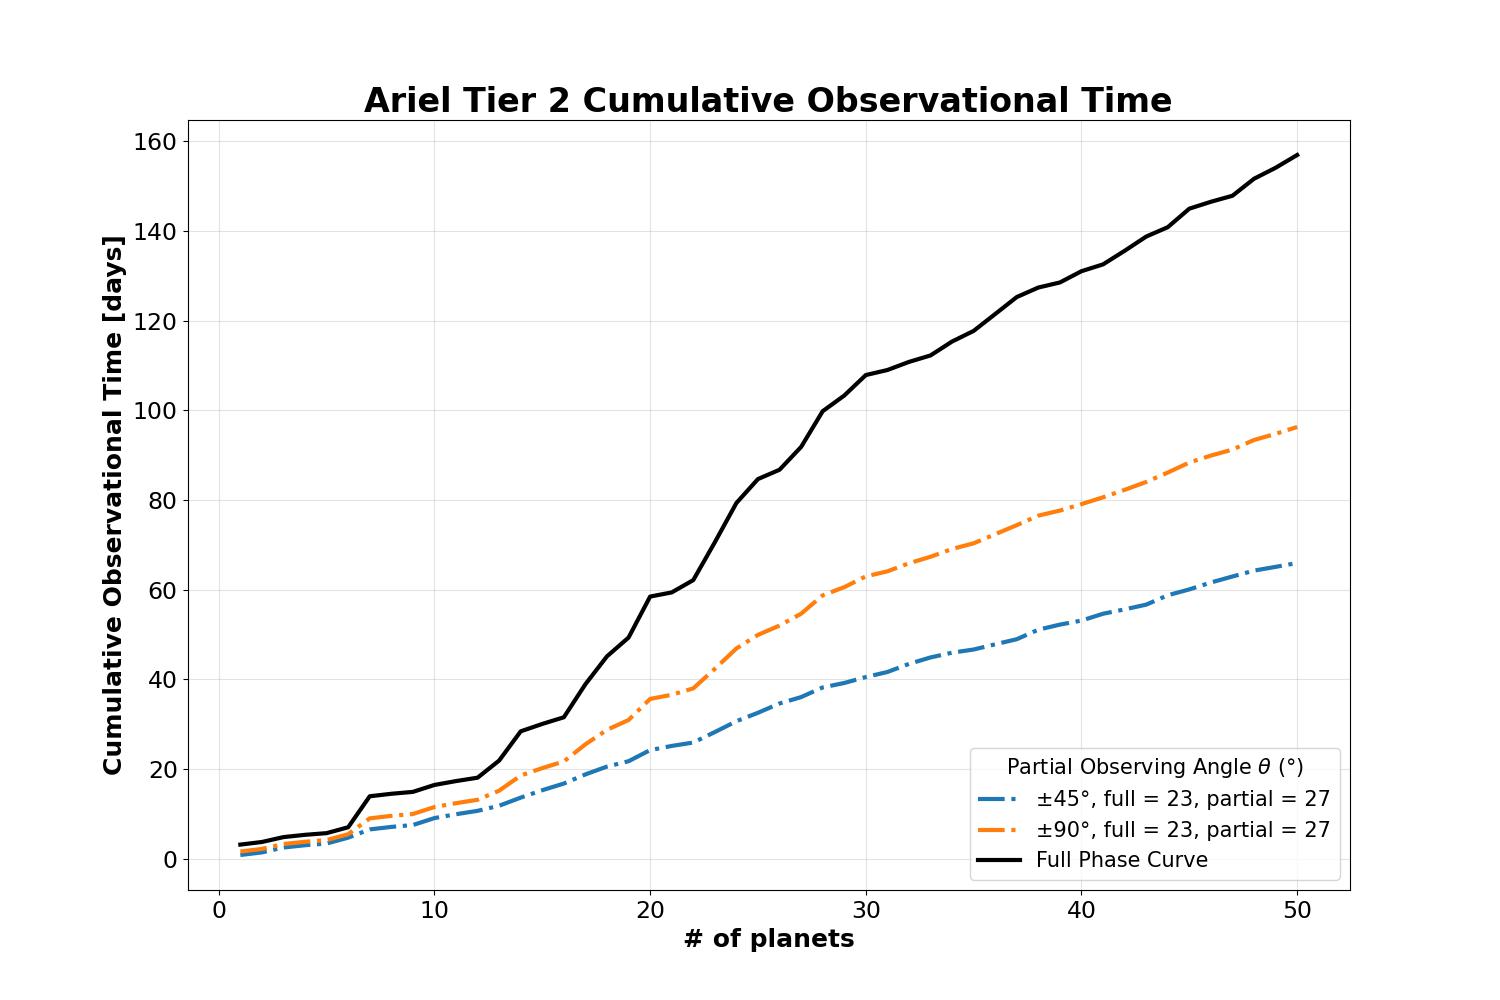 Ariel Tier 2 Cumulative Observational Time
Cumulative Observational Time [days]
160
140
120
100
80
60
40
20
0
0 10 20 30 40 50
# of planets
Partial Observing Angle θ (°)
±45°, full = 23, partial = 27
±90°, full = 23, partial = 27
Full Phase Curve